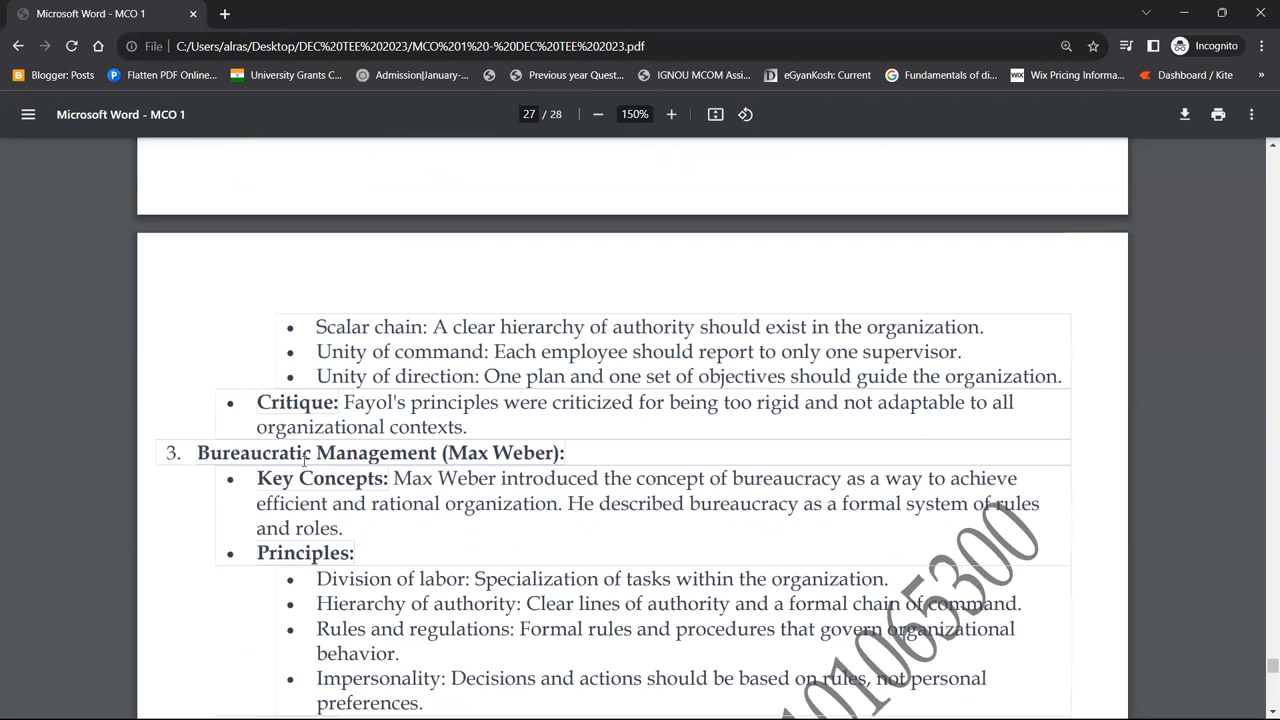 Microsoft Word - MCO 1
Incognito
File C:/Users/alras/Desktop/DEC%20TEE%202023/MCO%201%20-%20DEC%20TEE%202023.pdf
Blogger: Posts Flatten PDF Online... University Grants C... Admission|January-... Previous year Quest... IGNOU MCOM Assi... eGyanKosh: Current Fundamentals of di... WIX Wix Pricing Informa... Dashboard / Kite »
Microsoft Word - MCO 1 27 / 28 150%
• Scalar chain: A clear hierarchy of authority should exist in the organization.
• Unity of command: Each employee should report to only one supervisor.
• Unity of direction: One plan and one set of objectives should guide the organization.
• Critique: Fayol's principles were criticized for being too rigid and not adaptable to all
organizational contexts.
3. Bureaucratic Management (Max Weber):
• Key Concepts: Max Weber introduced the concept of bureaucracy as a way to achieve
efficient and rational organization. He described bureaucracy as a formal system of rules
and roles.
• Principles:
• Division of labor: Specialization of tasks within the organization.
• Hierarchy of authority: Clear lines of authority and a formal chain of command.
• Rules and regulations: Formal rules and procedures that govern organizational
behavior.
• Impersonality: Decisions and actions should be based on rules, not personal
preferences.